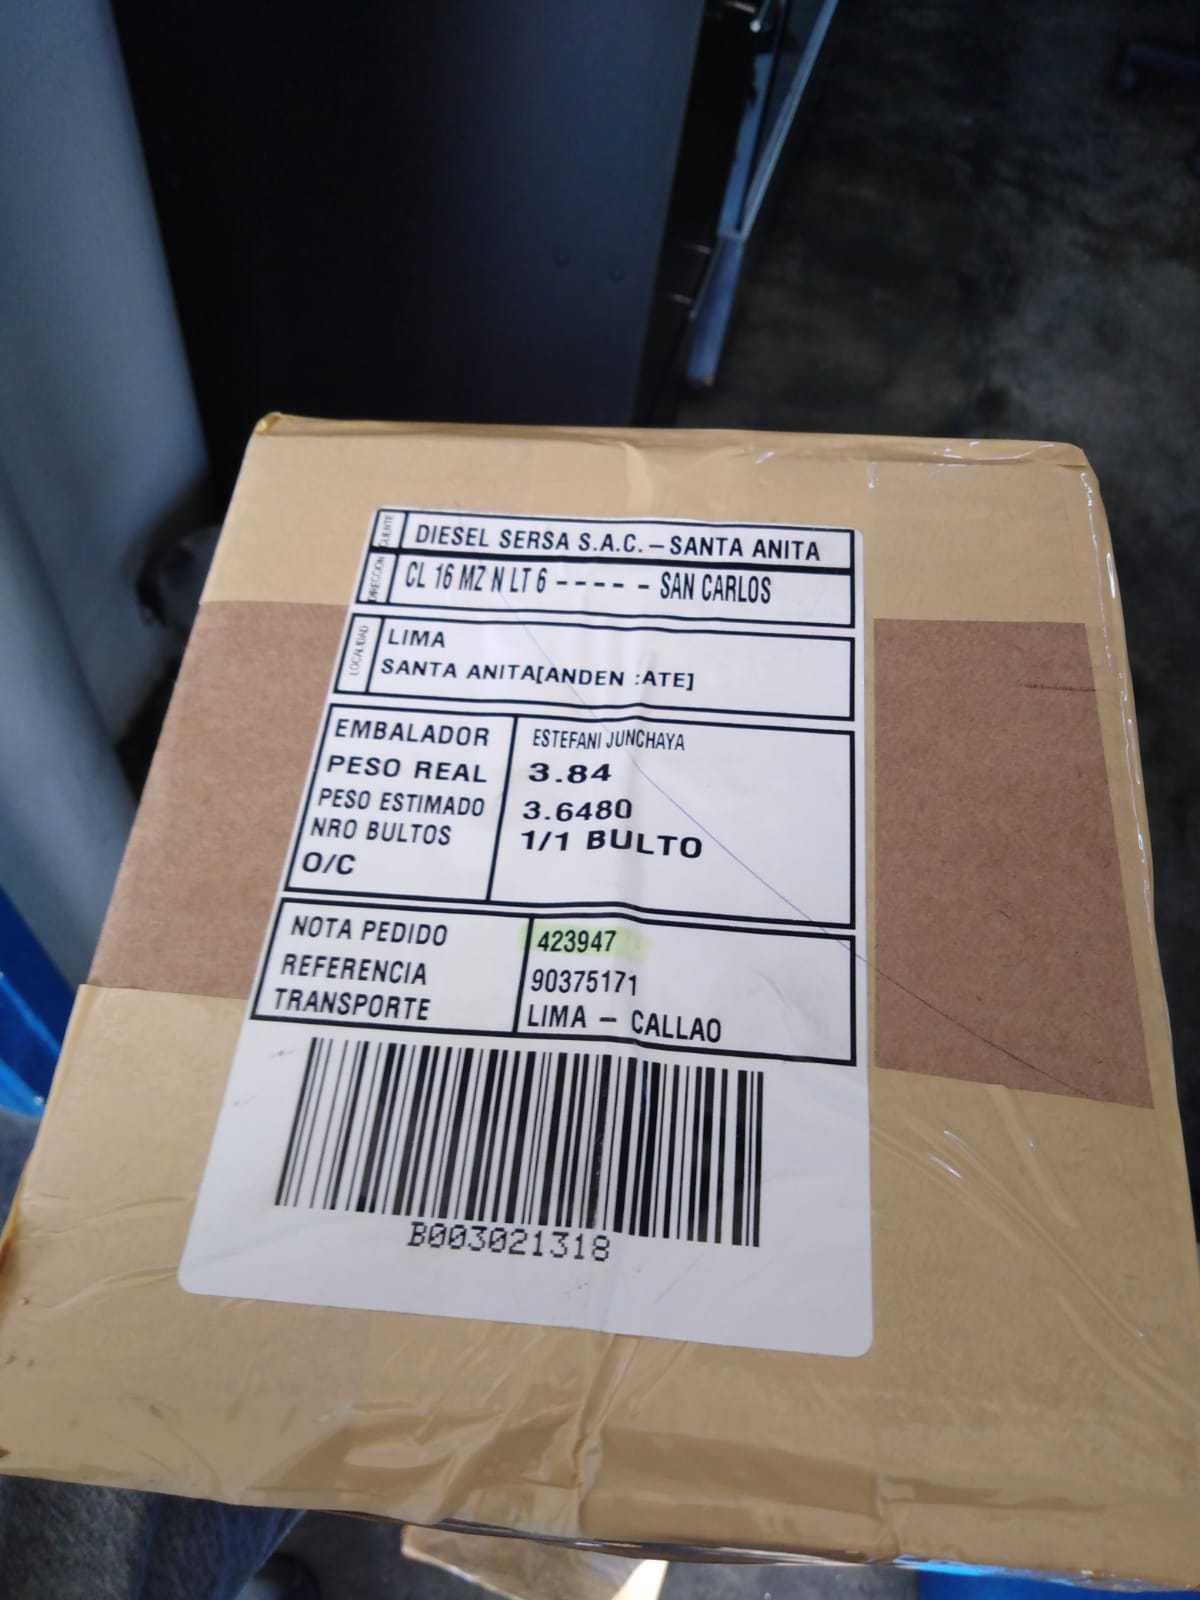 CLIENTE DIESEL SERSA S.A.C. – SANTA ANITA
DIRECCION CL 16 MZ N LT 6 - - - - - SAN CARLOS
LOCALIDAD LIMA
SANTA ANITA[ANDEN :ATE]
EMBALADOR ESTEFANI JUNCHAYA
PESO REAL 3.84
PESO ESTIMADO 3.6480
NRO BULTOS 1/1 BULTO
O/C
NOTA PEDIDO 423947
REFERENCIA 90375171
TRANSPORTE LIMA – CALLAO
B003021318